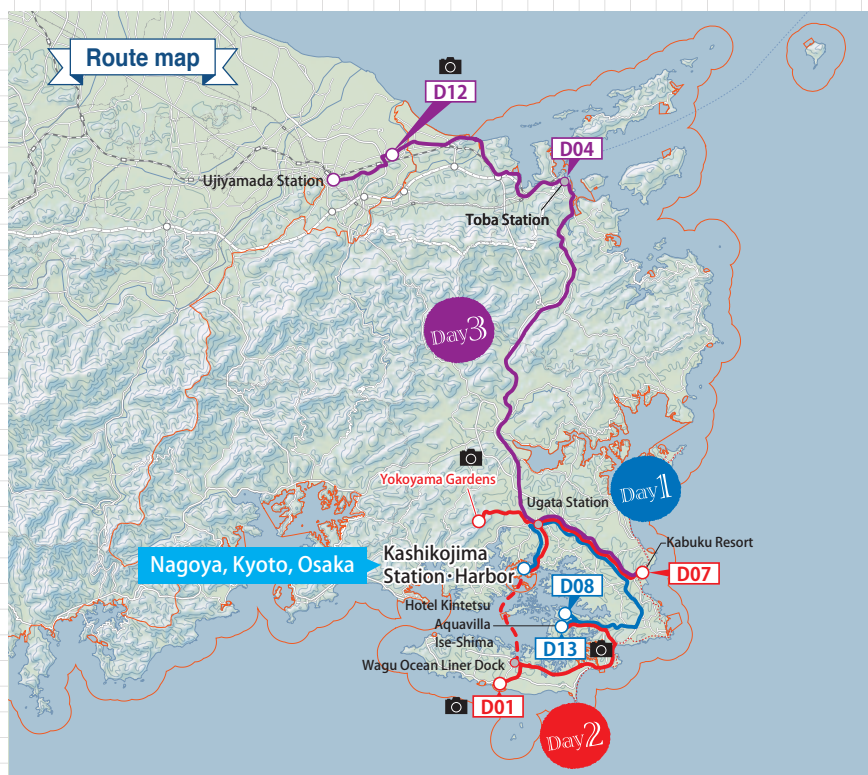 Route map
D12
D04
Ujiyamada Station
Toba Station
Day3
Yokoyama Gardens
Ugata Station
Day1
Kabuku Resort
Nagoya, Kyoto, Osaka
Kashikojima
Station·Harbor
D07
D08
Hotel Kintetsu
Aquavilla
Ise-Shima
D13
Wagu Ocean Liner Dock
D01
Day2